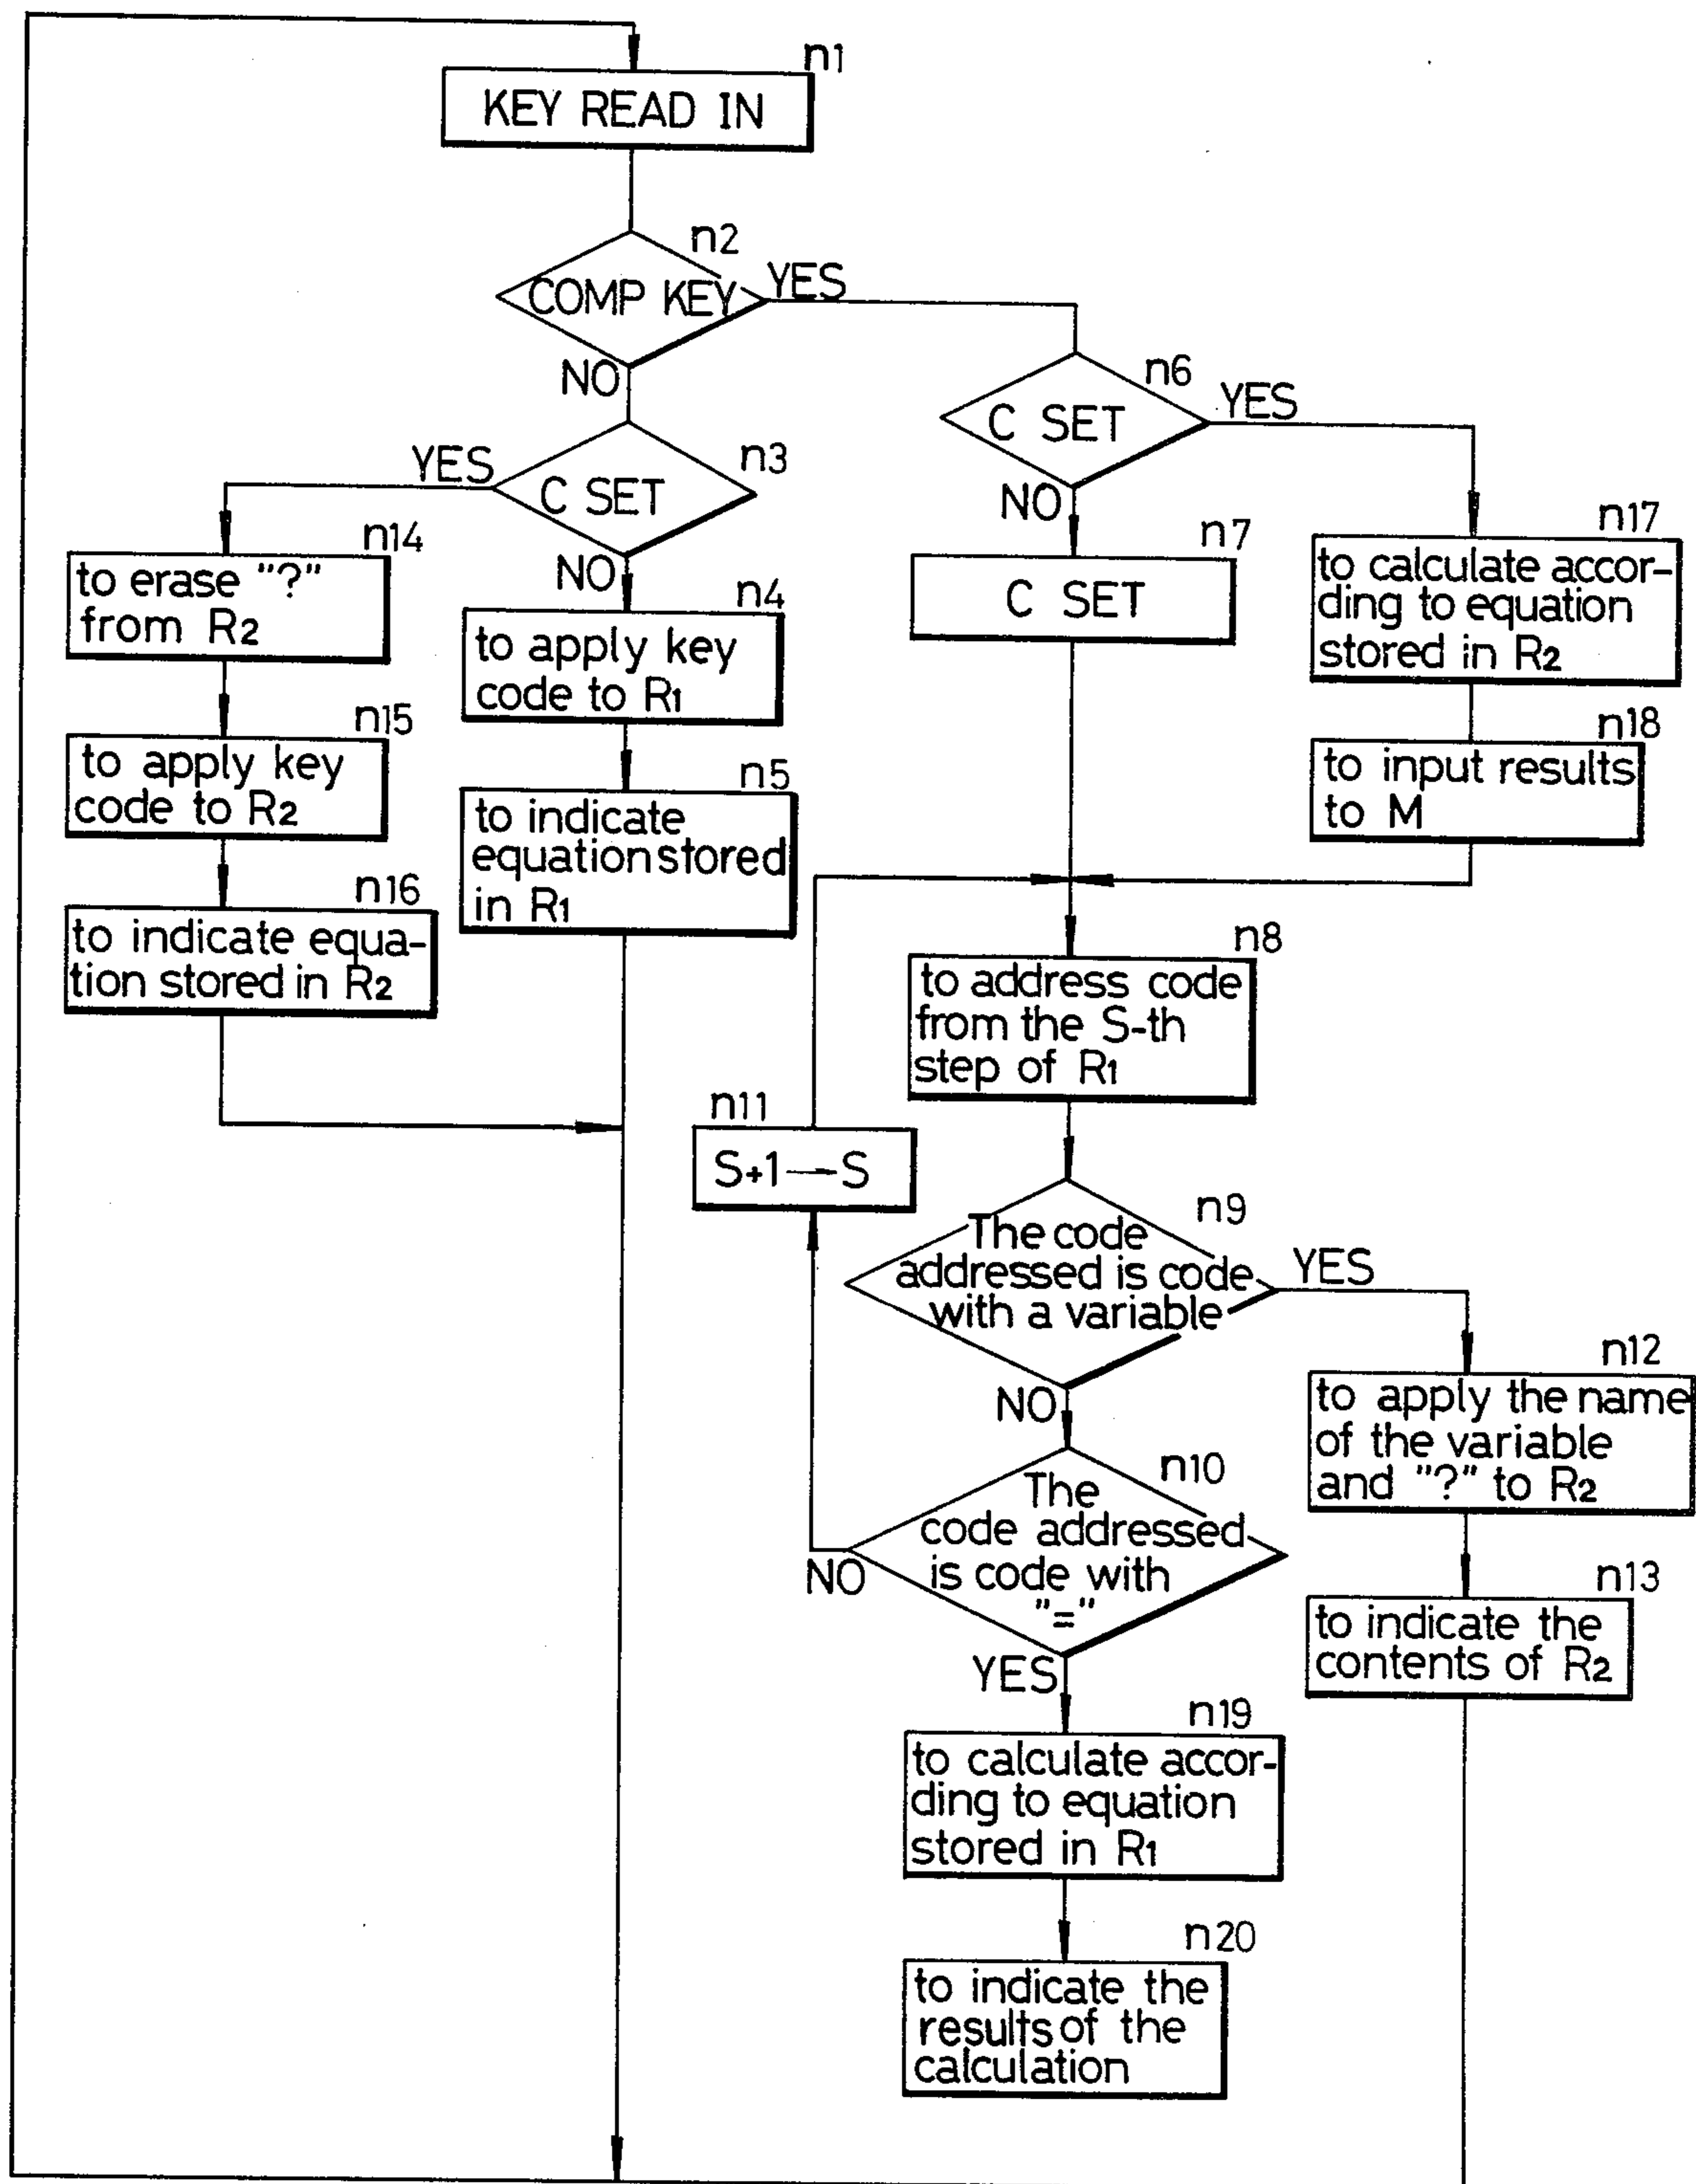 n1
KEY READ IN
n2
COMP KEY
YES
NO
n3
C SET
YES
NO
n14
to erase "?"
from R2
n15
to apply key
code to R2
n16
to indicate equa-
tion stored in R2
n4
to apply key
code to R1
n5
to indicate
equation stored
in R1
n6
C SET
YES
NO
n7
C SET
n17
to calculate accor-
ding to equation
stored in R2
n18
to input results
to M
n8
to address code
from the S-th
step of R1
n11
S+1→S
n9
The code
addressed is code
with a variable
YES
NO
n12
to apply the name
of the variable
and "?" to R2
n13
to indicate the
contents of R2
n10
The
code addressed
is code with
"="
NO
YES
n19
to calculate accor-
ding to equation
stored in R1
n20
to indicate the
results of the
calculation